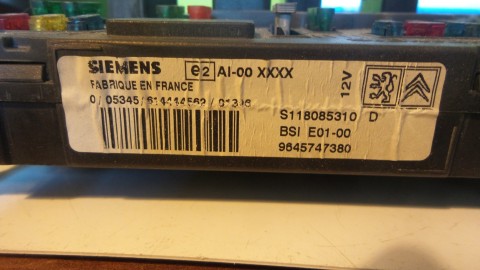 SIEMENS e2 AI-00 XXXX
FABRIQUE EN FRANCE
12V
S118085310 D
BSI E01-00
9645747380